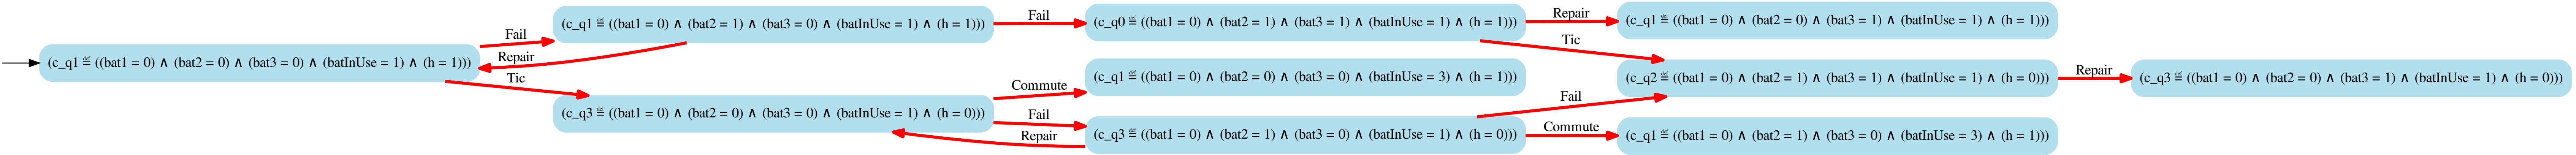 (c_q1 ≝ ((bat1 = 0) ∧ (bat2 = 0) ∧ (bat3 = 0) ∧ (batInUse = 1) ∧ (h = 1)))
Fail
Repair
Tic
(c_q1 ≝ ((bat1 = 0) ∧ (bat2 = 1) ∧ (bat3 = 0) ∧ (batInUse = 1) ∧ (h = 1)))
(c_q3 ≝ ((bat1 = 0) ∧ (bat2 = 0) ∧ (bat3 = 0) ∧ (batInUse = 1) ∧ (h = 0)))
Fail
Commute
Fail
Repair
(c_q0 ≝ ((bat1 = 0) ∧ (bat2 = 1) ∧ (bat3 = 1) ∧ (batInUse = 1) ∧ (h = 1)))
(c_q1 ≝ ((bat1 = 0) ∧ (bat2 = 0) ∧ (bat3 = 0) ∧ (batInUse = 3) ∧ (h = 1)))
(c_q3 ≝ ((bat1 = 0) ∧ (bat2 = 1) ∧ (bat3 = 0) ∧ (batInUse = 1) ∧ (h = 0)))
Repair
Tic
Fail
Commute
(c_q1 ≝ ((bat1 = 0) ∧ (bat2 = 0) ∧ (bat3 = 1) ∧ (batInUse = 1) ∧ (h = 1)))
(c_q2 ≝ ((bat1 = 0) ∧ (bat2 = 1) ∧ (bat3 = 1) ∧ (batInUse = 1) ∧ (h = 0)))
(c_q1 ≝ ((bat1 = 0) ∧ (bat2 = 1) ∧ (bat3 = 0) ∧ (batInUse = 3) ∧ (h = 1)))
Repair
(c_q3 ≝ ((bat1 = 0) ∧ (bat2 = 0) ∧ (bat3 = 1) ∧ (batInUse = 1) ∧ (h = 0)))